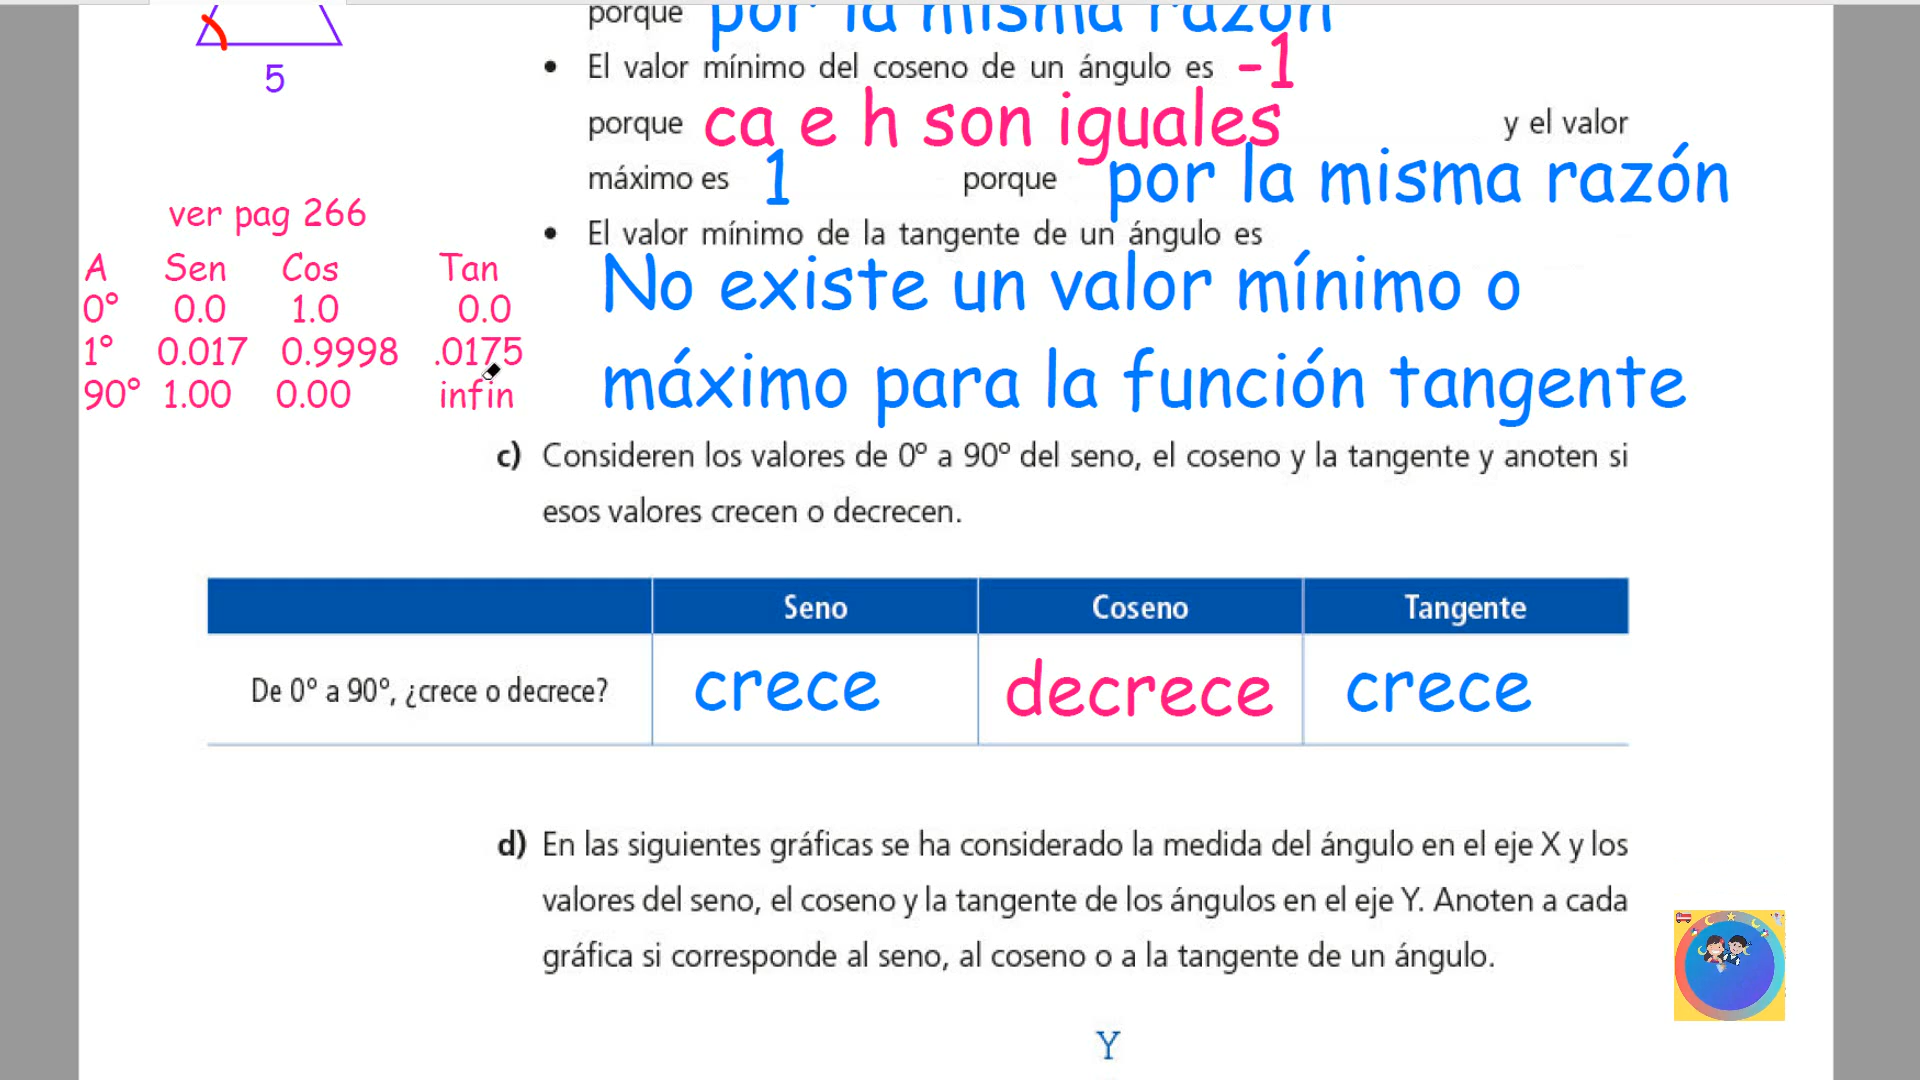 porque por la misma razón
5
• El valor mínimo del coseno de un ángulo es -1
porque ca e h son iguales y el valor
máximo es 1 porque por la misma razón
• El valor mínimo de la tangente de un ángulo es
No existe un valor mínimo o
máximo para la función tangente
ver pag 266
A Sen Cos Tan
0° 0.0 1.0 0.0
1° 0.017 0.9998 .0175
90° 1.00 0.00 infin
c) Consideren los valores de 0º a 90º del seno, el coseno y la tangente y anoten si
esos valores crecen o decrecen.
Seno Coseno Tangente
De 0º a 90º, ¿crece o decrece? crece decrece crece
d) En las siguientes gráficas se ha considerado la medida del ángulo en el eje X y los
valores del seno, el coseno y la tangente de los ángulos en el eje Y. Anoten a cada
gráfica si corresponde al seno, al coseno o a la tangente de un ángulo.
Y